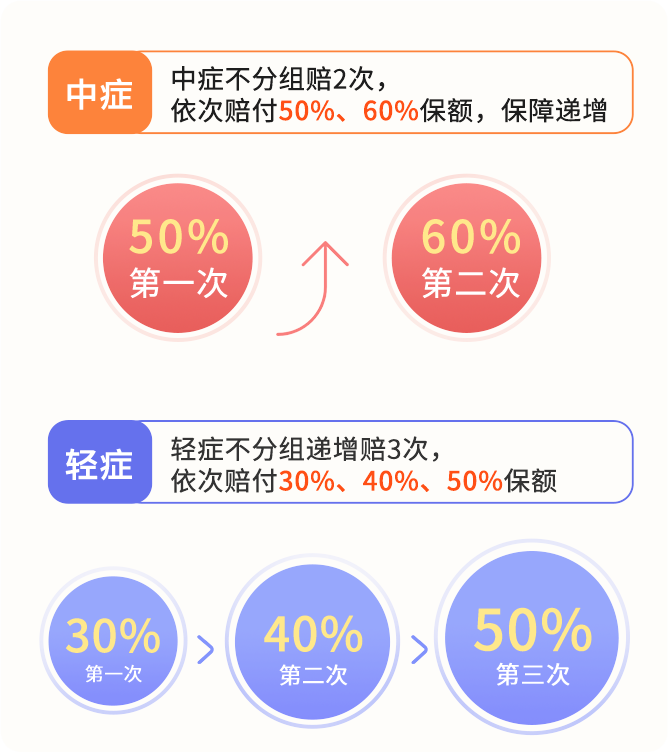 中症
中症不分组赔2次，
依次赔付50%、60%保额，保障递增
50%
第一次
60%
第二次
轻症
轻症不分组递增赔3次，
依次赔付30%、40%、50%保额
30%
第一次
40%
第二次
50%
第三次